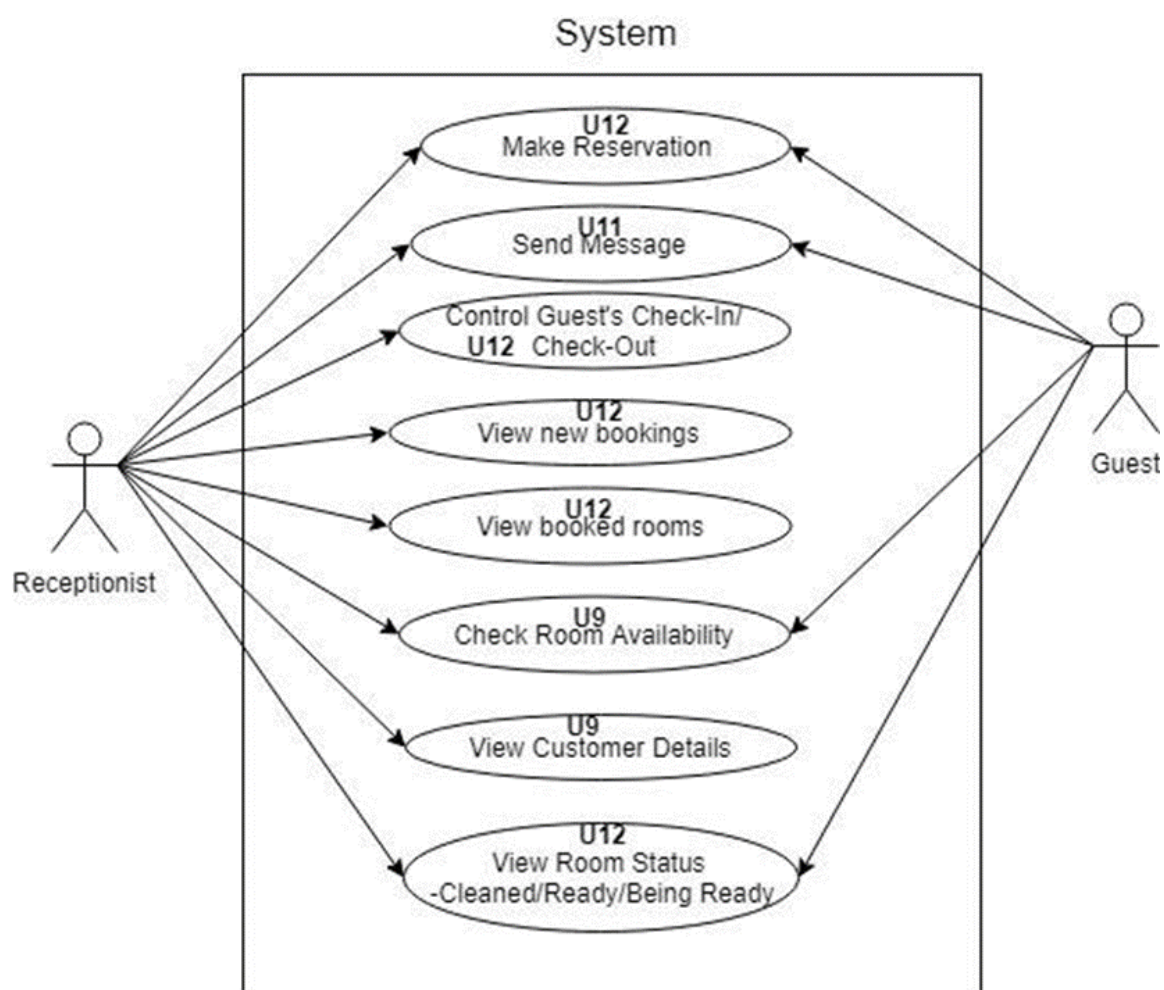 System
U12
Make Reservation
U11
Send Message
Control Guest's Check-In/
U12 Check-Out
U12
View new bookings
U12
View booked rooms
U9
Check Room Availability
U9
View Customer Details
U12
View Room Status
-Cleaned/Ready/Being Ready
Receptionist
Guest